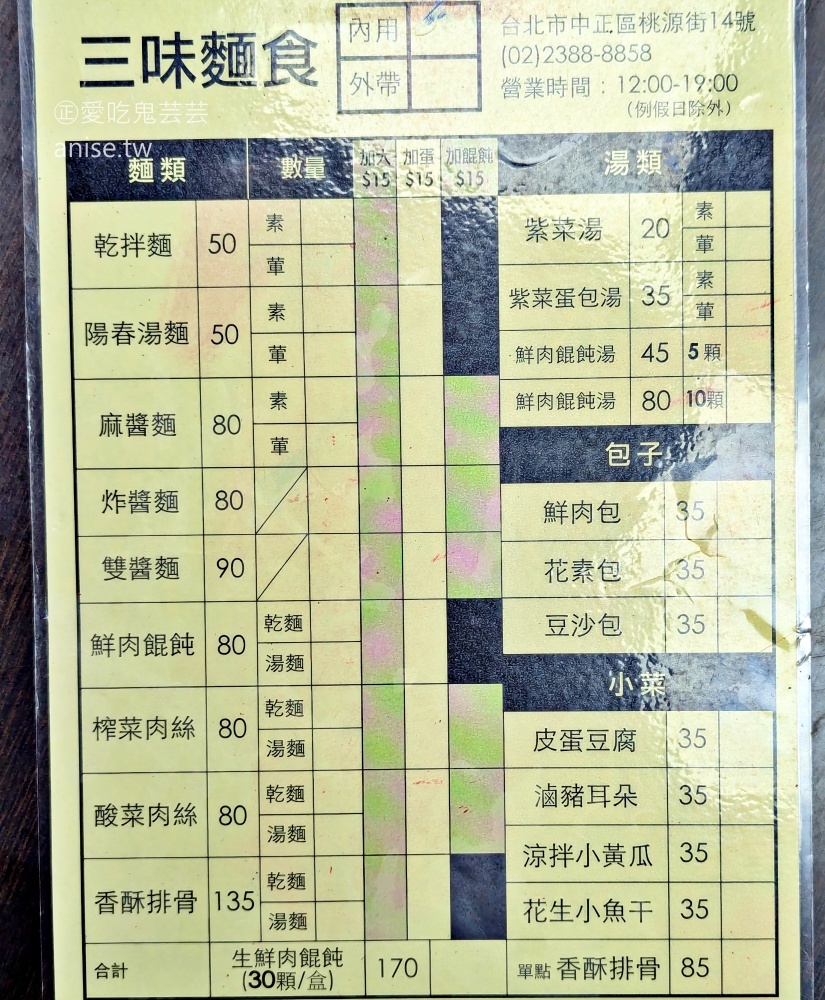 三味麵食
內用
外帶
台北市中正區桃源街14號
(02)2388-8858
營業時間：12:00-19:00
(例假日除外)
㊣愛吃鬼芸芸
anise.tw
麵類 數量 加大 $15 加蛋 $15 加餛飩 $15
乾拌麵 50 素 葷
陽春湯麵 50 素 葷
麻醬麵 80 素 葷
炸醬麵 80
雙醬麵 90
鮮肉餛飩 80 乾麵 湯麵
榨菜肉絲 80 乾麵 湯麵
酸菜肉絲 80 乾麵 湯麵
香酥排骨 135 乾麵 湯麵
合計
生鮮肉餛飩
(30顆/盒) 170
湯類
紫菜湯 20 素 葷
紫菜蛋包湯 35 素 葷
鮮肉餛飩湯 45 5顆
鮮肉餛飩湯 80 10顆
包子
鮮肉包 35
花素包 35
豆沙包 35
小菜
皮蛋豆腐 35
滷豬耳朵 35
涼拌小黃瓜 35
花生小魚干 35
單點 香酥排骨 85